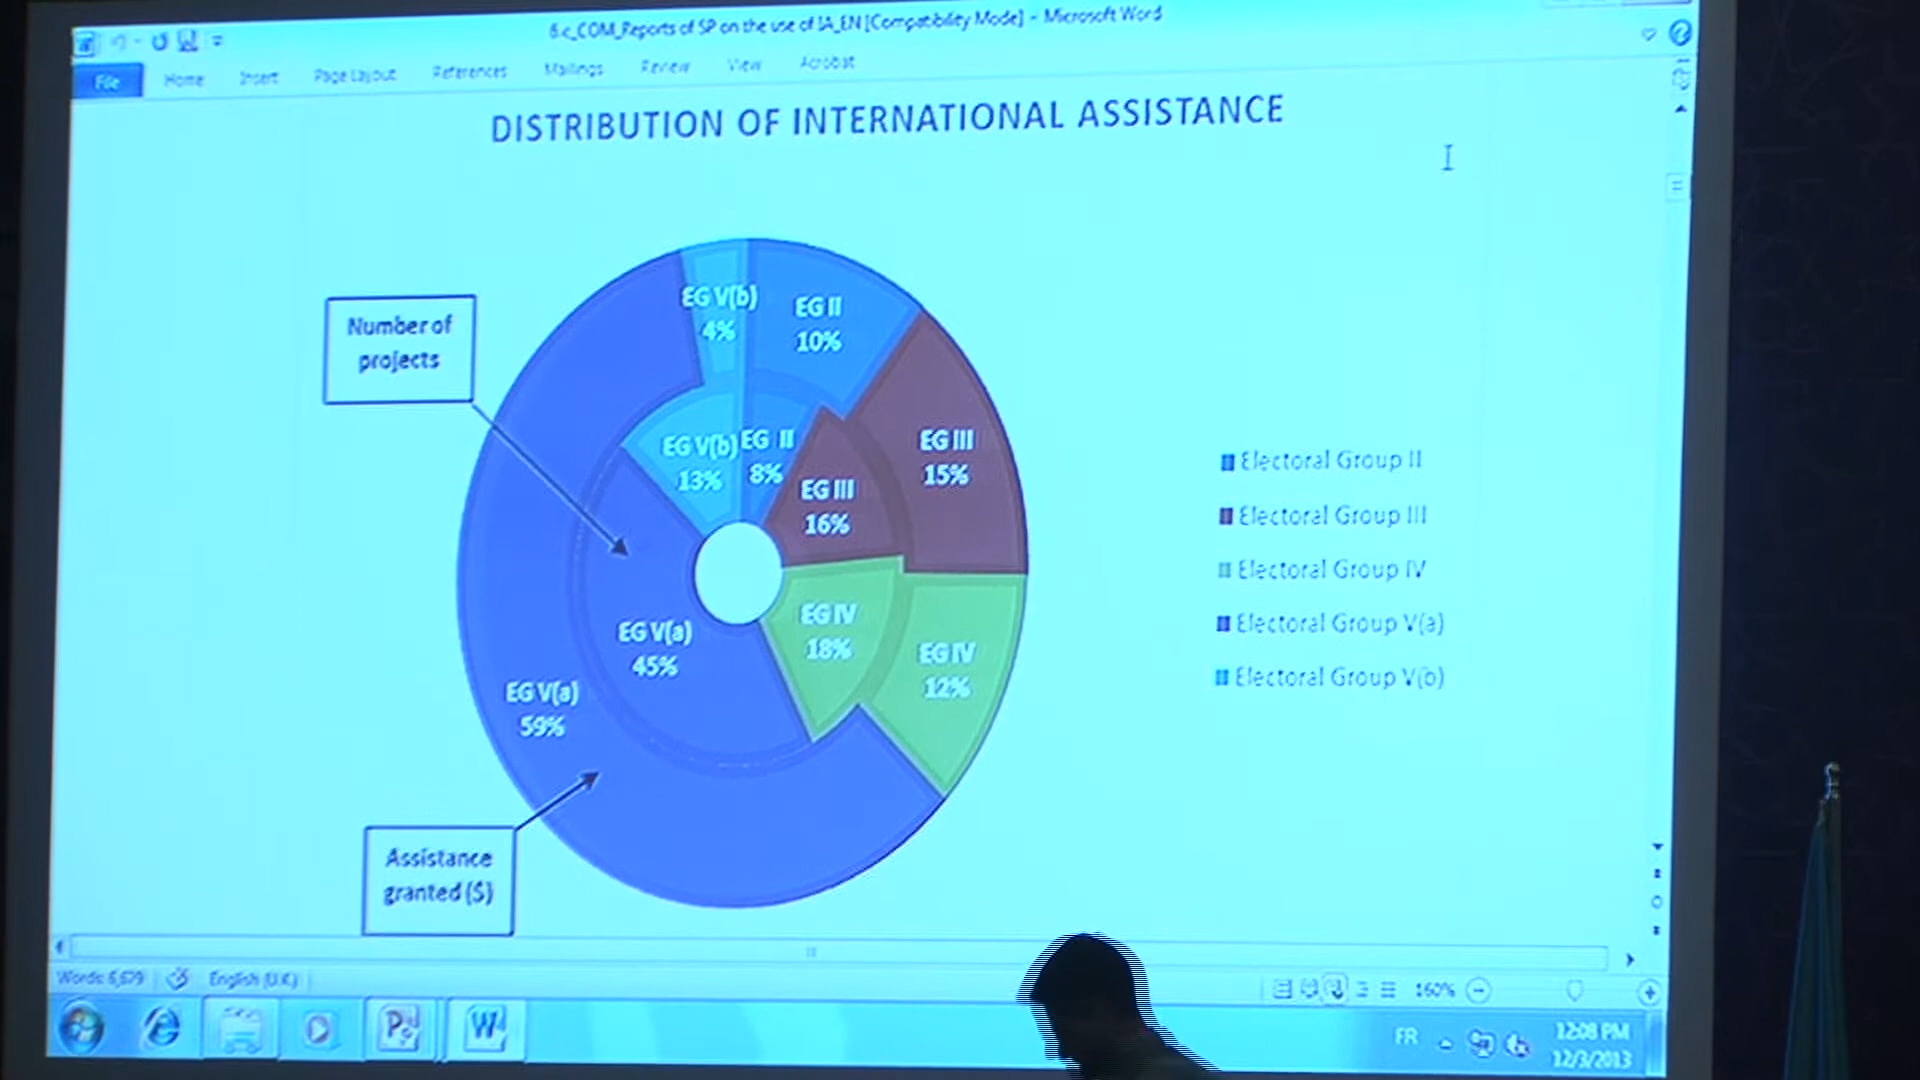 6.c_COM_Reports of SP on the use of IA_EN [Compatibility Mode] - Microsoft Word
File Home Insert Page Layout References Mailings Review View Acrobat
DISTRIBUTION OF INTERNATIONAL ASSISTANCE
Number of
projects
EG V(b)
4%
EG II
10%
EG V(b)
13%
EG II
8%
EG III
16%
EG III
15%
EG IV
18%
EG IV
12%
EG V(a)
45%
EG V(a)
59%
Assistance
granted ($)
Electoral Group II
Electoral Group III
Electoral Group IV
Electoral Group V(a)
Electoral Group V(b)
Words: 6,679 English (U.K) 160%
FR 12:08 PM
12/3/2013